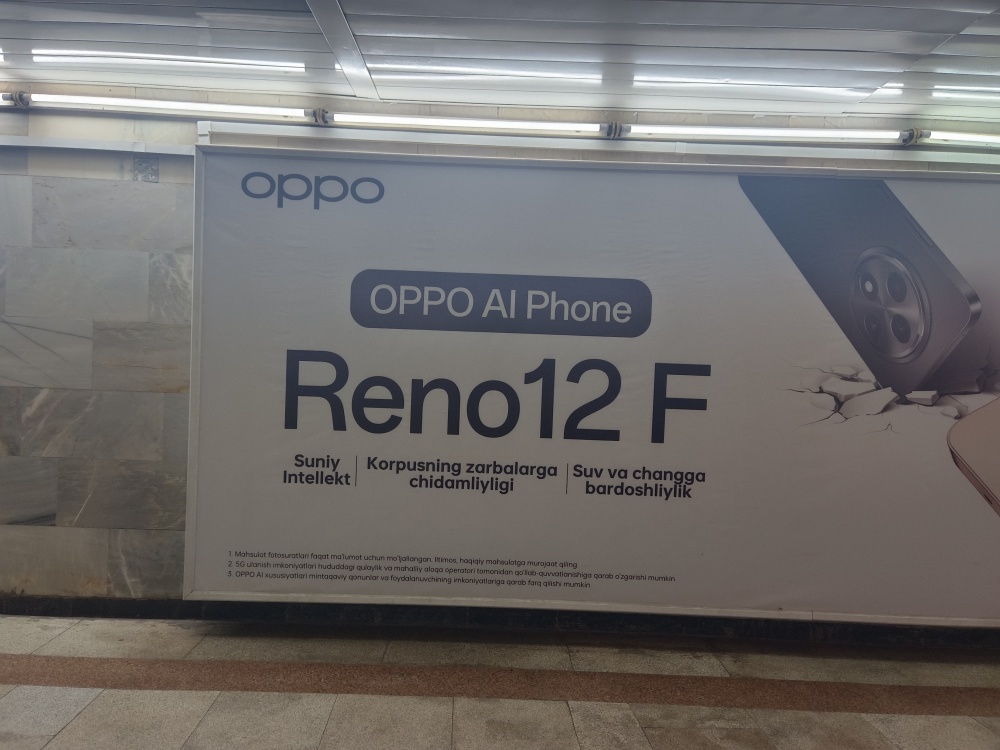 oppo
OPPO AI Phone
Reno12 F
Suniy
Intellekt
Korpusning zarbalarga
chidamliyligi
Suv va changga
bardoshliylik
1. Mahsulot fotosuratlari faqat ma'lumot uchun mo'ljallangan. Iltimos, haqiqiy mahsulotga murojaat qiling.
2. 5G ulanish imkoniyatlari hududdagi qulaylik va mahalliy aloqa operatori tomonidan qo'llab-quvvatlanishiga qarab o'zgarishi mumkin
3. OPPO AI xususiyatlari mintaqaviy qonunlar va foydalanuvchining imkoniyatlariga qarab farq qilishi mumkin